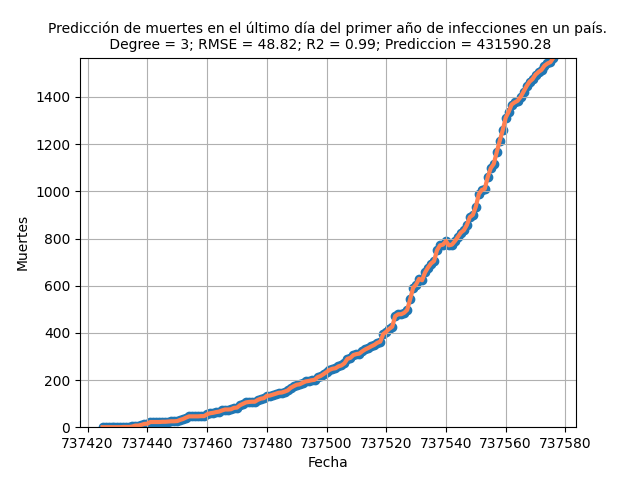 Predicción de muertes en el último día del primer año de infecciones en un país.
Degree = 3; RMSE = 48.82; R2 = 0.99; Prediccion = 431590.28
Muertes
1400
1200
1000
800
600
400
200
0
737420 737440 737460 737480 737500 737520 737540 737560 737580
Fecha